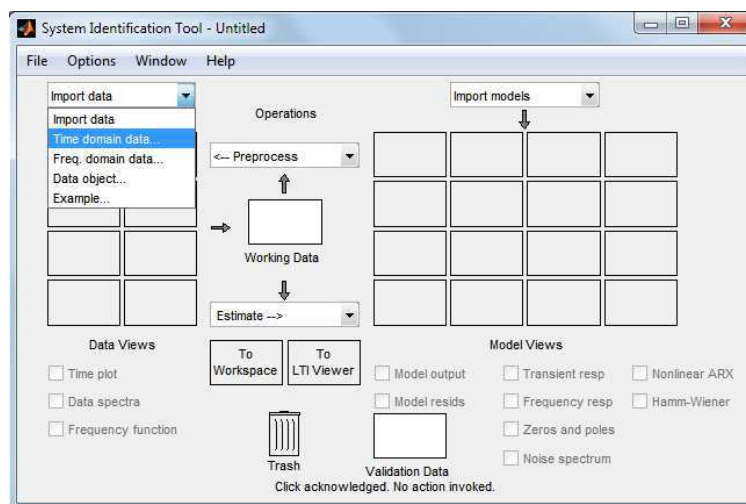 System Identification Tool - Untitled
File Options Window Help
Import data
Import data
Time domain data...
Freq. domain data...
Data object...
Example...
Operations
Import models
<-- Preprocess
Working Data
Estimate -->
Data Views
Time plot
Data spectra
Frequency function
To Workspace
To LTI Viewer
Trash
Model Views
Model output
Model resids
Transient resp
Frequency resp
Zeros and poles
Noise spectrum
Nonlinear ARX
Hamm-Wiener
Validation Data
Click acknowledged. No action invoked.